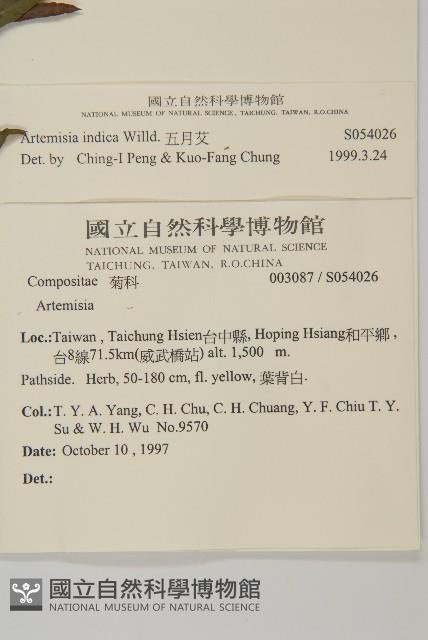 國立自然科學博物館
NATIONAL MUSEUM OF NATURAL SCIENCE, TAICHUNG, TAIWAN, R.O.CHINA
Artemisia indica Willd. 五月艾 S054026
Det. by Ching-I Peng & Kuo-Fang Chung 1999.3.24
國立自然科學博物館
NATIONAL MUSEUM OF NATURAL SCIENCE
TAICHUNG, TAIWAN, R.O.CHINA
Compositae 菊科 003087 / S054026
Artemisia
Loc.:Taiwan , Taichung Hsien台中縣, Hoping Hsiang和平鄉 ,
台8線71.5km(威武橋站) alt. 1,500 m.
Pathside. Herb, 50-180 cm, fl. yellow, 葉背白.
Col.: T. Y. A. Yang, C. H. Chu, C. H. Chuang, Y. F. Chiu T. Y.
Su & W. H. Wu No.9570
Date: October 10 , 1997
Det.:
國立自然科學博物館
NATIONAL MUSEUM OF NATURAL SCIENCE